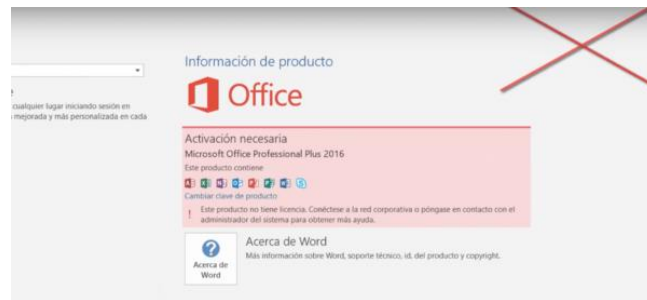 Información de producto
Office
cualquier lugar iniciando sesión en
mejorada y más personalizada en cada
Activación necesaria
Microsoft Office Professional Plus 2016
Este producto contiene
Cambiar clave de producto
! Este producto no tiene licencia. Conéctese a la red corporativa o póngase en contacto con el
administrador del sistema para obtener más ayuda.
? Acerca de Word
Acerca de
Word
Más información sobre Word, soporte técnico, id. del producto y copyright.